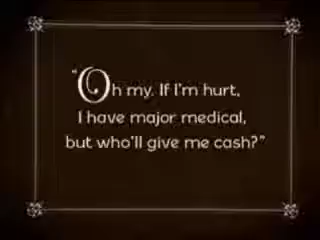 "Oh my. If I'm hurt,
I have major medical,
but who'll give me cash?"